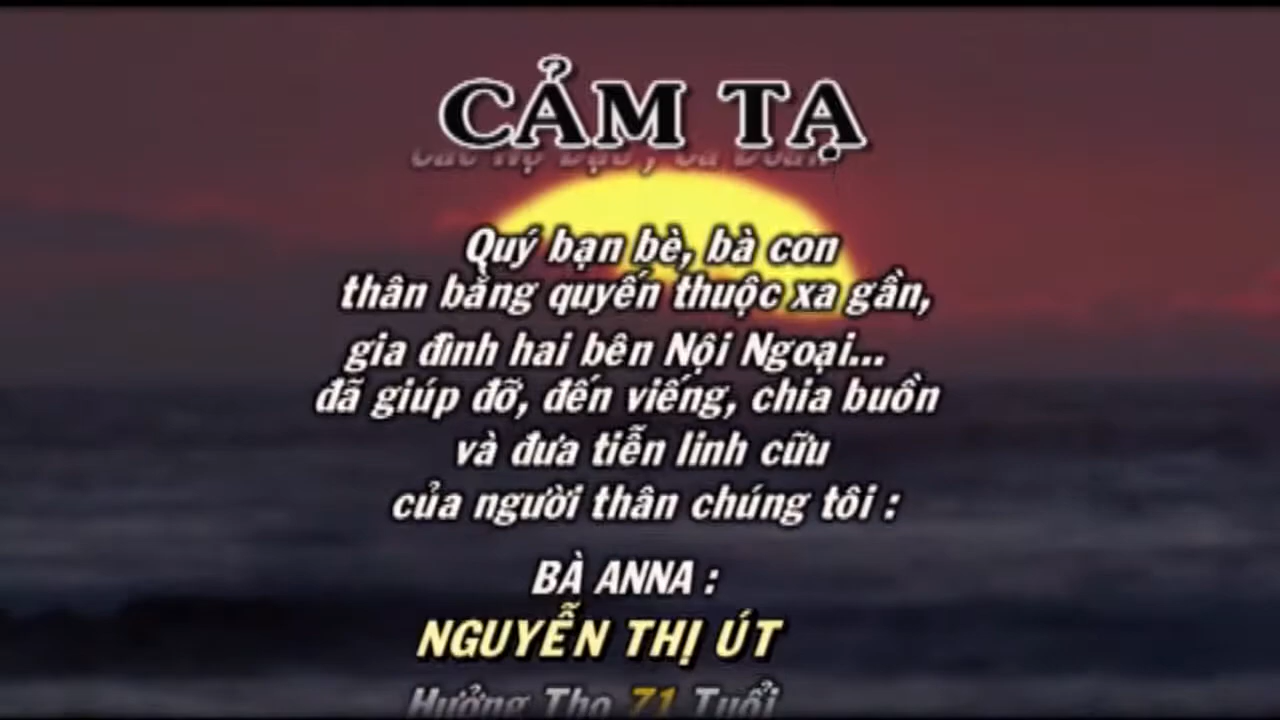 CẢM TẠ
Quý bạn bè, bà con
thân bằng quyến thuộc xa gần,
gia đình hai bên Nội Ngoại...
đã giúp đỡ, đến viếng, chia buồn
và đưa tiễn linh cữu
của người thân chúng tôi :
BÀ ANNA :
NGUYỄN THỊ ÚT
Hưởng Thọ 71 Tuổi